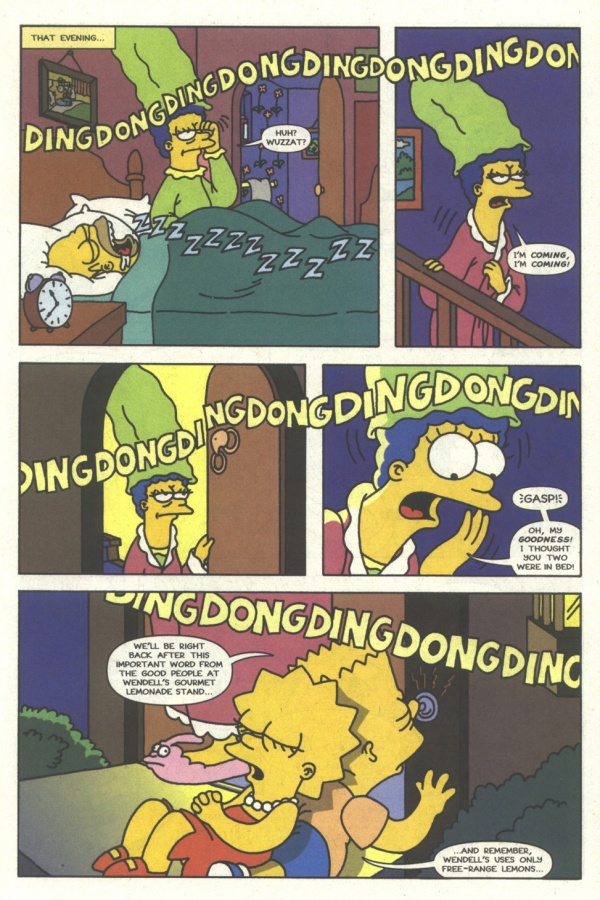 THAT EVENING...
DINGDONGDINGDONGDINGDONGDINGDON
HUH?
WUZZAT?
ZZZZZZZZZZZZ
I'M COMING,
I'M COMING!
DINGDONGDINGDONGDINGDONGDIN
GASP!
OH, MY
GOODNESS!
I THOUGHT
YOU TWO
WERE IN BED!
DINGDONGDINGDONGDING
WE'LL BE RIGHT
BACK AFTER THIS
IMPORTANT WORD FROM
THE GOOD PEOPLE AT
WENDELL'S GOURMET
LEMONADE STAND...
...AND REMEMBER,
WENDELL'S USES ONLY
FREE-RANGE LEMONS...